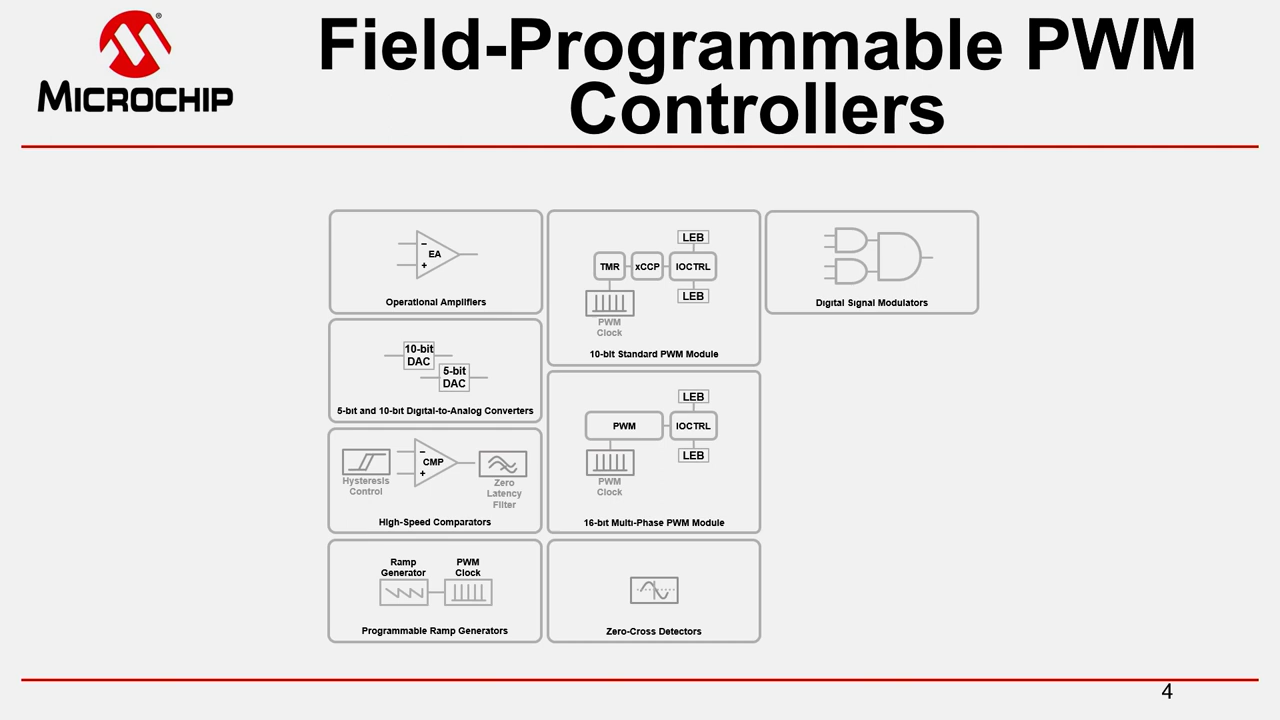 MICROCHIP
®
Field-Programmable PWM
Controllers
−
EA
+
Operational Amplifiers
10-bit
DAC
5-bit
DAC
5-bit and 10-bit Digital-to-Analog Converters
−
CMP
+
Hysteresis
Control
Zero
Latency
Filter
High-Speed Comparators
Ramp
Generator
PWM
Clock
Programmable Ramp Generators
LEB
TMR
xCCP
IOCTRL
LEB
PWM
Clock
10-bit Standard PWM Module
LEB
PWM
IOCTRL
LEB
PWM
Clock
16-bit Multi-Phase PWM Module
Zero-Cross Detectors
Digital Signal Modulators
4